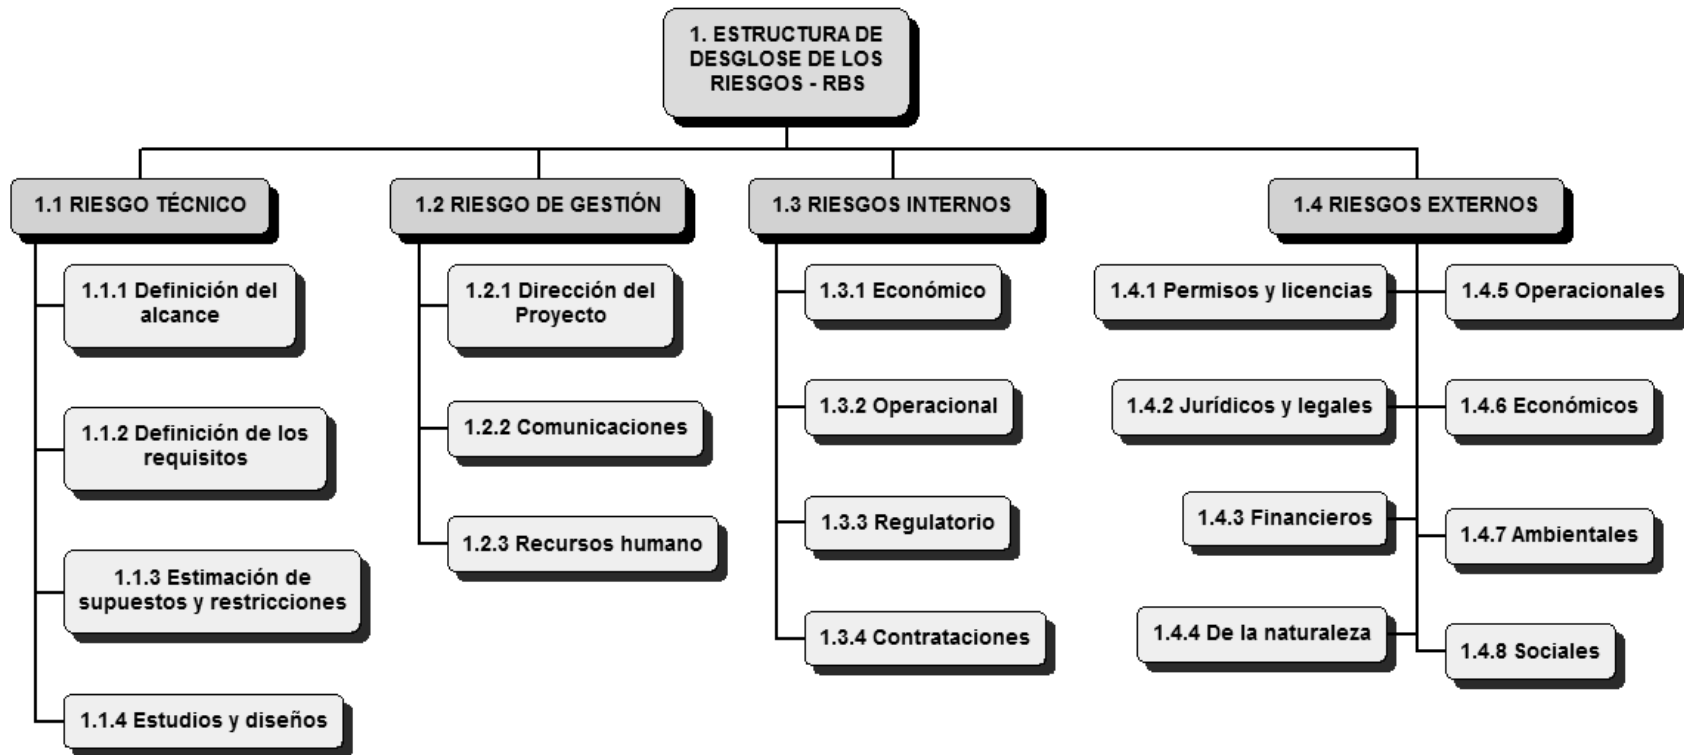 1. ESTRUCTURA DE
DESGLOSE DE LOS
RIESGOS - RBS
1.1 RIESGO TÉCNICO
1.1.1 Definición del
alcance
1.1.2 Definición de los
requisitos
1.1.3 Estimación de
supuestos y restricciones
1.1.4 Estudios y diseños
1.2 RIESGO DE GESTIÓN
1.2.1 Dirección del
Proyecto
1.2.2 Comunicaciones
1.2.3 Recursos humano
1.3 RIESGOS INTERNOS
1.3.1 Económico
1.3.2 Operacional
1.3.3 Regulatorio
1.3.4 Contrataciones
1.4 RIESGOS EXTERNOS
1.4.1 Permisos y licencias
1.4.2 Jurídicos y legales
1.4.3 Financieros
1.4.4 De la naturaleza
1.4.5 Operacionales
1.4.6 Económicos
1.4.7 Ambientales
1.4.8 Sociales